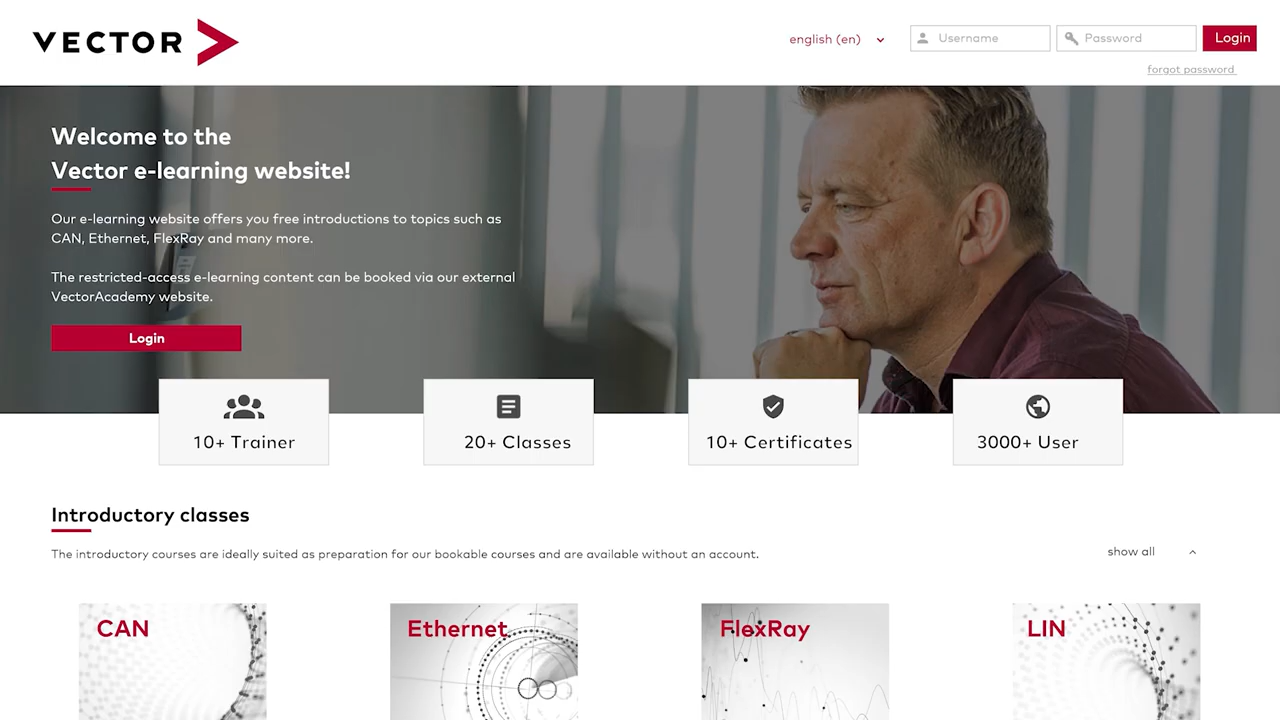 VECTOR
english (en)
Username
Password
Login
forgot password
Welcome to the
Vector e-learning website!
Our e-learning website offers you free introductions to topics such as
CAN, Ethernet, FlexRay and many more.
The restricted-access e-learning content can be booked via our external
VectorAcademy website.
Login
10+ Trainer
20+ Classes
10+ Certificates
3000+ User
Introductory classes
The introductory courses are ideally suited as preparation for our bookable courses and are available without an account.
show all
CAN
Ethernet
FlexRay
LIN